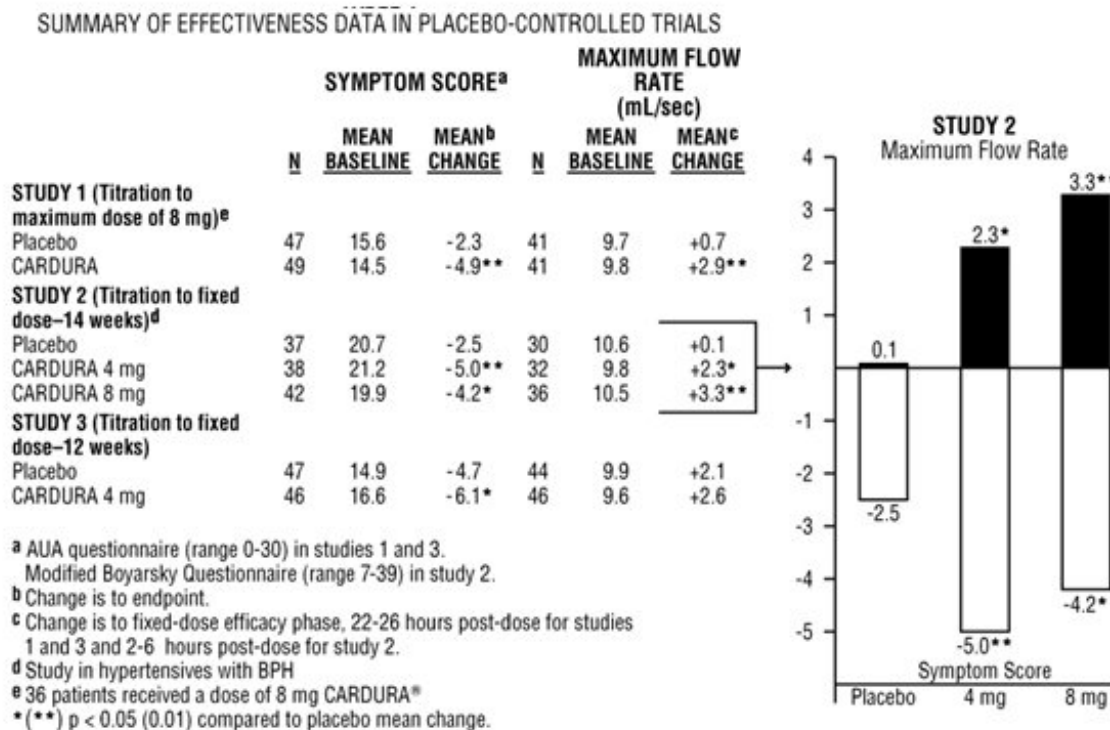 SUMMARY OF EFFECTIVENESS DATA IN PLACEBO-CONTROLLED TRIALS
SYMPTOM SCOREa MAXIMUM FLOW RATE (mL/sec)
N MEAN BASELINE MEANb CHANGE N MEAN BASELINE MEANc CHANGE
STUDY 1 (Titration to
maximum dose of 8 mg)e
Placebo 47 15.6 -2.3 41 9.7 +0.7
CARDURA 49 14.5 -4.9** 41 9.8 +2.9**
STUDY 2 (Titration to fixed
dose–14 weeks)d
Placebo 37 20.7 -2.5 30 10.6 +0.1
CARDURA 4 mg 38 21.2 -5.0** 32 9.8 +2.3*
CARDURA 8 mg 42 19.9 -4.2* 36 10.5 +3.3**
STUDY 3 (Titration to fixed
dose–12 weeks)
Placebo 47 14.9 -4.7 44 9.9 +2.1
CARDURA 4 mg 46 16.6 -6.1* 46 9.6 +2.6
a AUA questionnaire (range 0-30) in studies 1 and 3.
Modified Boyarsky Questionnaire (range 7-39) in study 2.
b Change is to endpoint.
c Change is to fixed-dose efficacy phase, 22-26 hours post-dose for studies
1 and 3 and 2-6 hours post-dose for study 2.
d Study in hypertensives with BPH
e 36 patients received a dose of 8 mg CARDURA®
*(**) p < 0.05 (0.01) compared to placebo mean change.
STUDY 2
Maximum Flow Rate
4
3
2
1
0
-1
-2
-3
-4
-5
0.1
2.3*
3.3*
-2.5
-5.0**
-4.2*
Symptom Score
Placebo 4 mg 8 mg